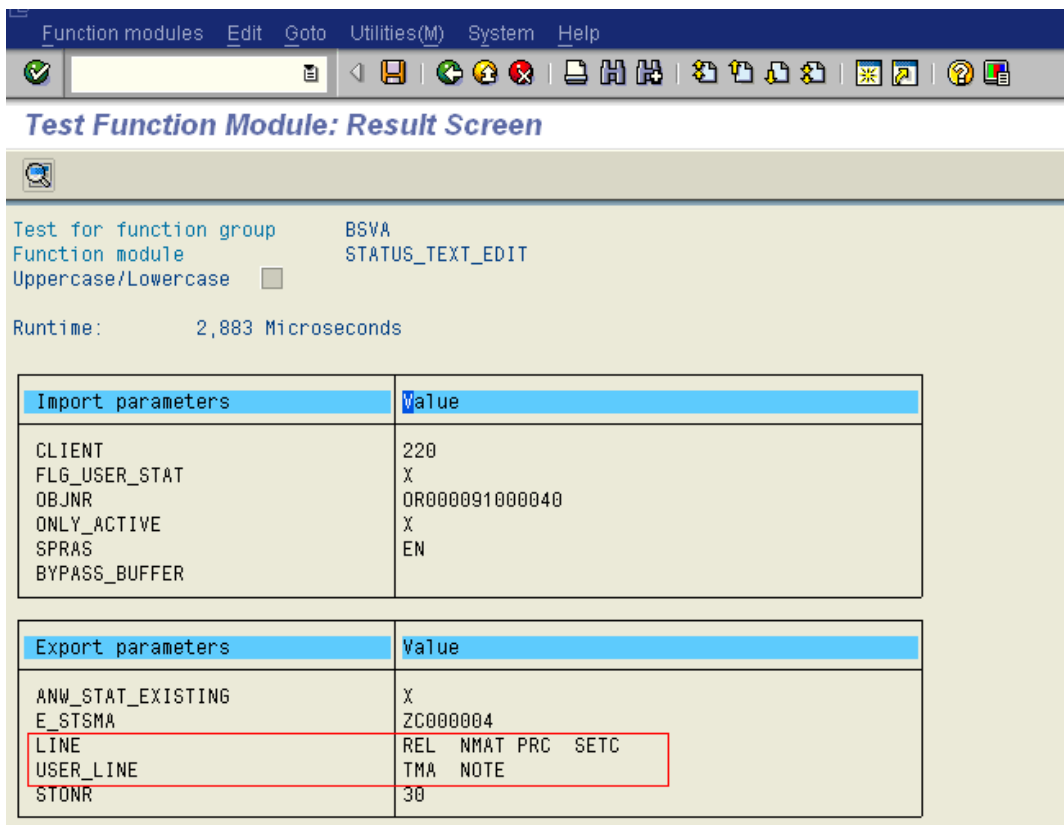 Function modules Edit Goto Utilities(M) System Help
Test Function Module: Result Screen
Test for function group BSVA
Function module STATUS_TEXT_EDIT
Uppercase/Lowercase
Runtime: 2,883 Microseconds
Import parameters Value
CLIENT 220
FLG_USER_STAT X
OBJNR OR000091000040
ONLY_ACTIVE X
SPRAS EN
BYPASS_BUFFER
Export parameters Value
ANW_STAT_EXISTING X
E_STSMA ZC000004
LINE REL NMAT PRC SETC
USER_LINE TMA NOTE
STONR 30